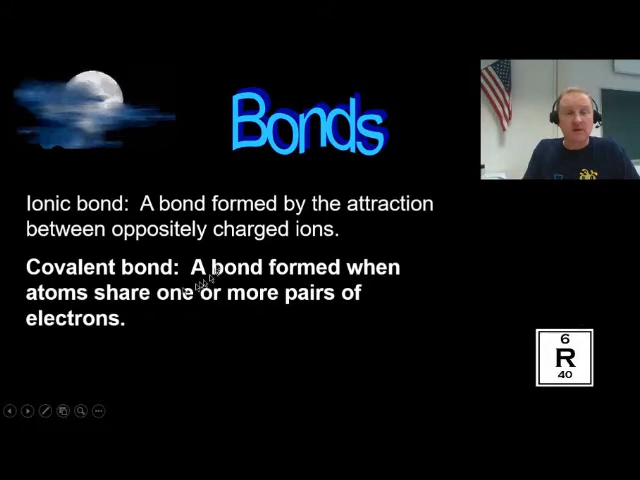 Bonds
Ionic bond: A bond formed by the attraction
between oppositely charged ions.
Covalent bond: A bond formed when
atoms share one or more pairs of
electrons.
6
R
40